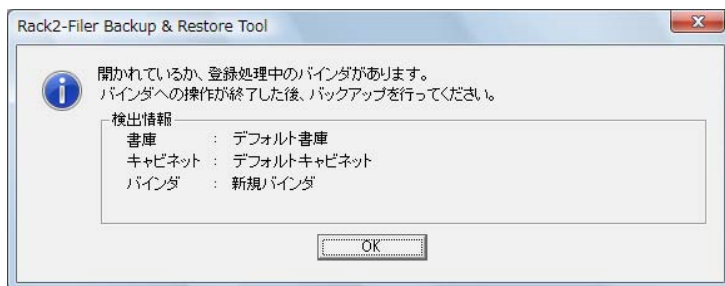 Rack2-Filer Backup & Restore Tool
開かれているか、登録処理中のバインダがあります。
バインダへの操作が終了した後、バックアップを行ってください。
検出情報
書庫 : デフォルト書庫
キャビネット : デフォルトキャビネット
バインダ : 新規バインダ
OK